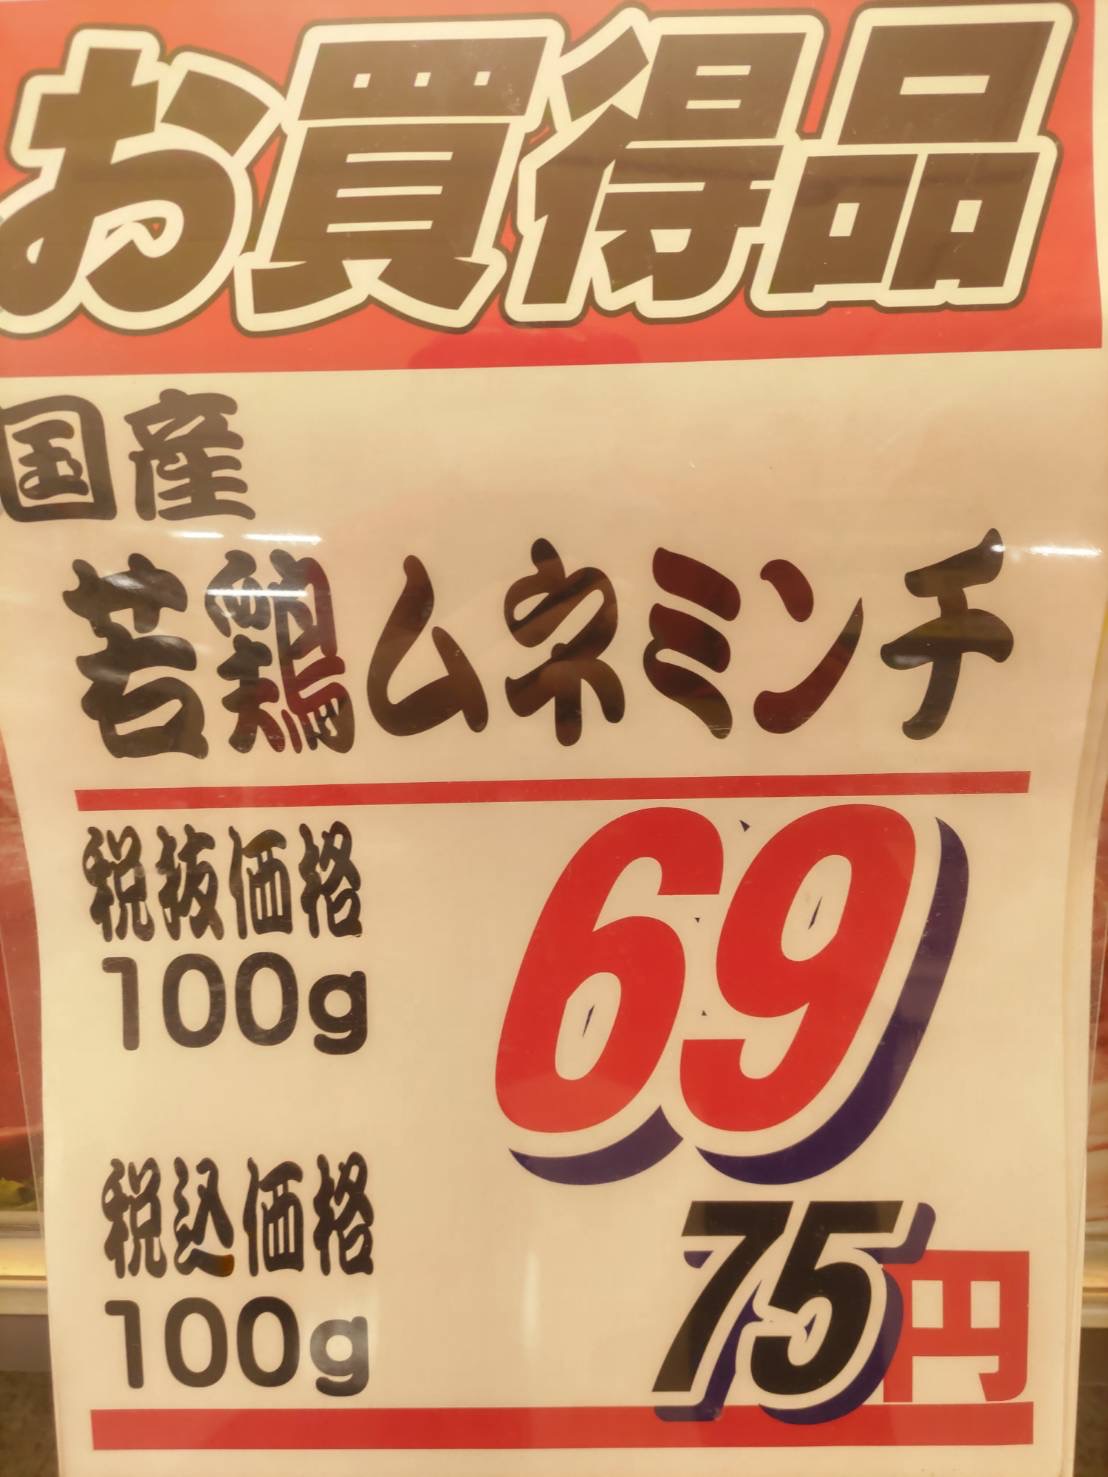 お買得品
国産
若鶏ムネミンチ
税抜価格
100g
69
税込価格
100g
75円